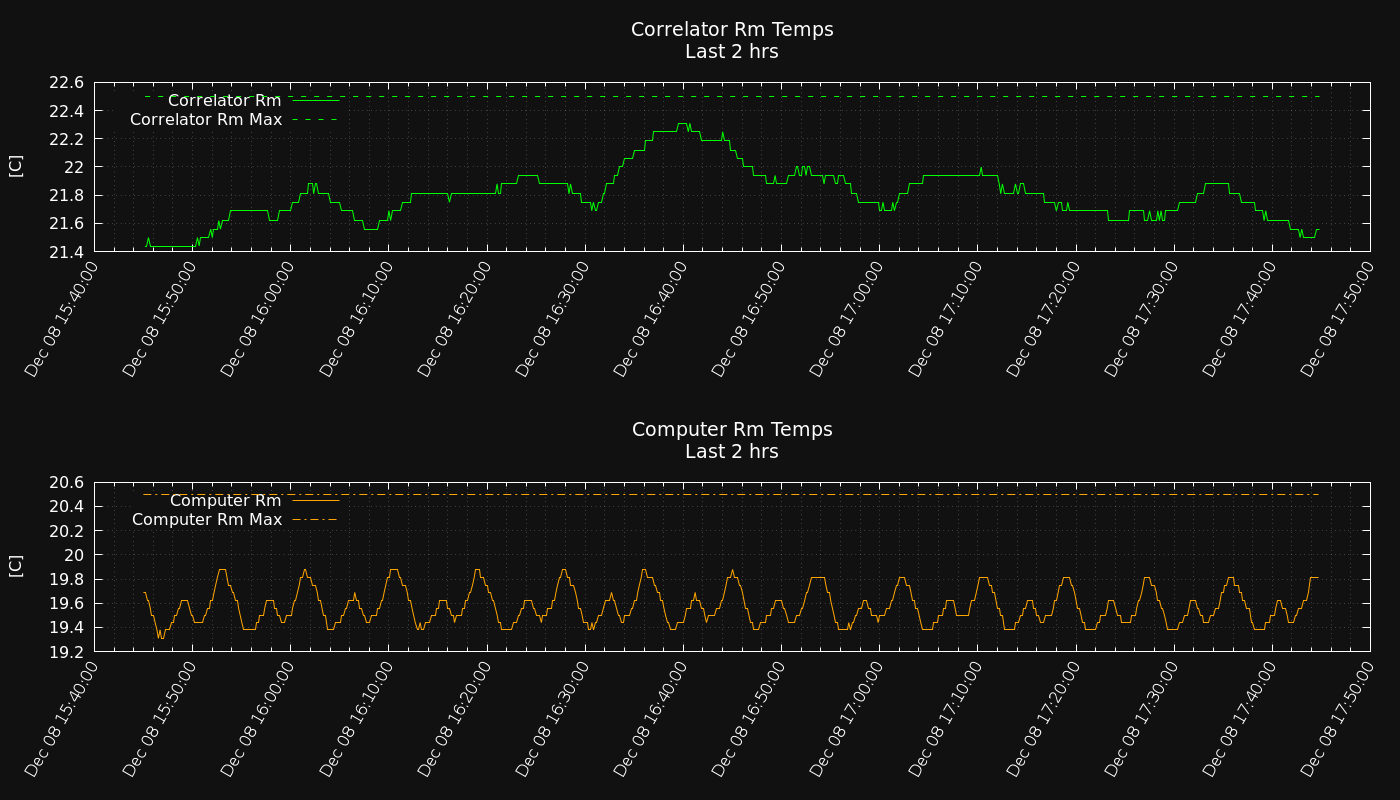 Correlator Rm Temps
Last 2 hrs
22.6
22.4
22.2
22
21.8
21.6
21.4
[C]
Correlator Rm
Correlator Rm Max
Dec 08 15:40:00
Dec 08 15:50:00
Dec 08 16:00:00
Dec 08 16:10:00
Dec 08 16:20:00
Dec 08 16:30:00
Dec 08 16:40:00
Dec 08 16:50:00
Dec 08 17:00:00
Dec 08 17:10:00
Dec 08 17:20:00
Dec 08 17:30:00
Dec 08 17:40:00
Dec 08 17:50:00
Computer Rm Temps
Last 2 hrs
20.6
20.4
20.2
20
19.8
19.6
19.4
19.2
[C]
Computer Rm
Computer Rm Max
Dec 08 15:40:00
Dec 08 15:50:00
Dec 08 16:00:00
Dec 08 16:10:00
Dec 08 16:20:00
Dec 08 16:30:00
Dec 08 16:40:00
Dec 08 16:50:00
Dec 08 17:00:00
Dec 08 17:10:00
Dec 08 17:20:00
Dec 08 17:30:00
Dec 08 17:40:00
Dec 08 17:50:00